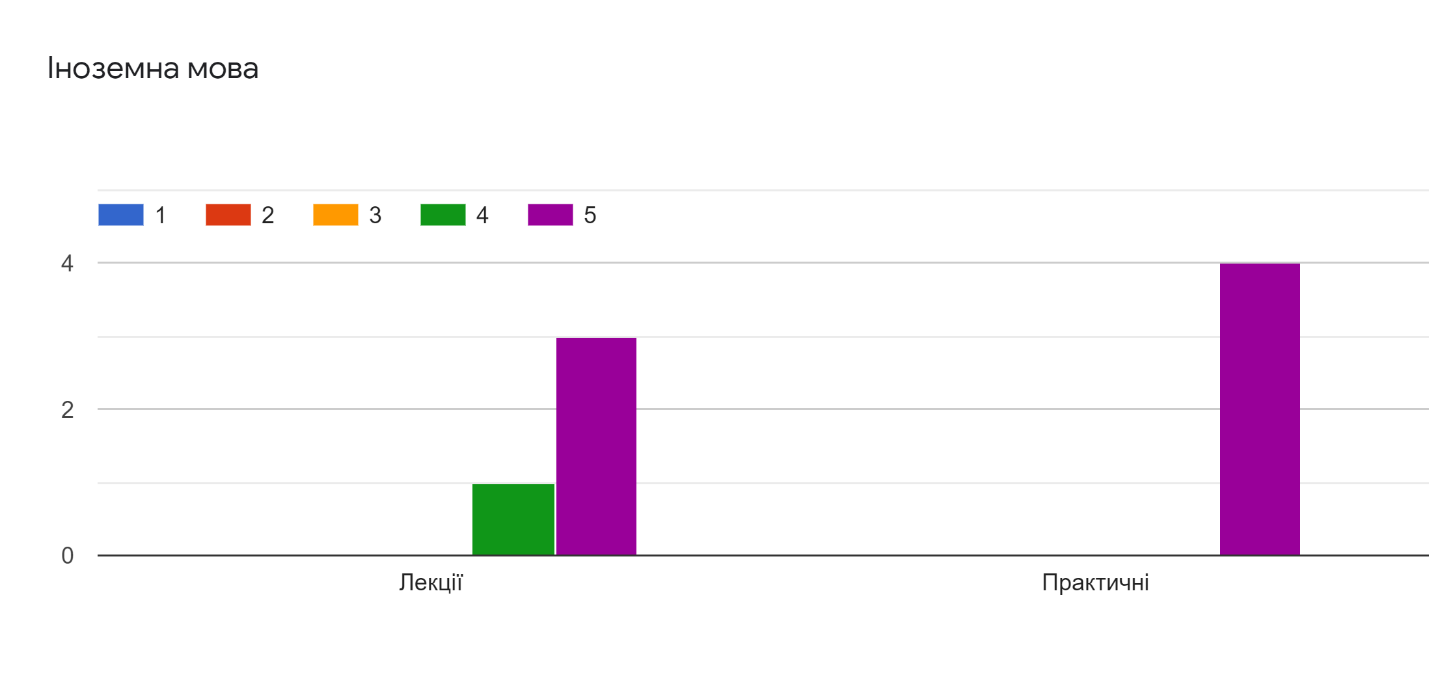 Іноземна мова
1 2 3 4 5
4
2
0
Лекції Практичні